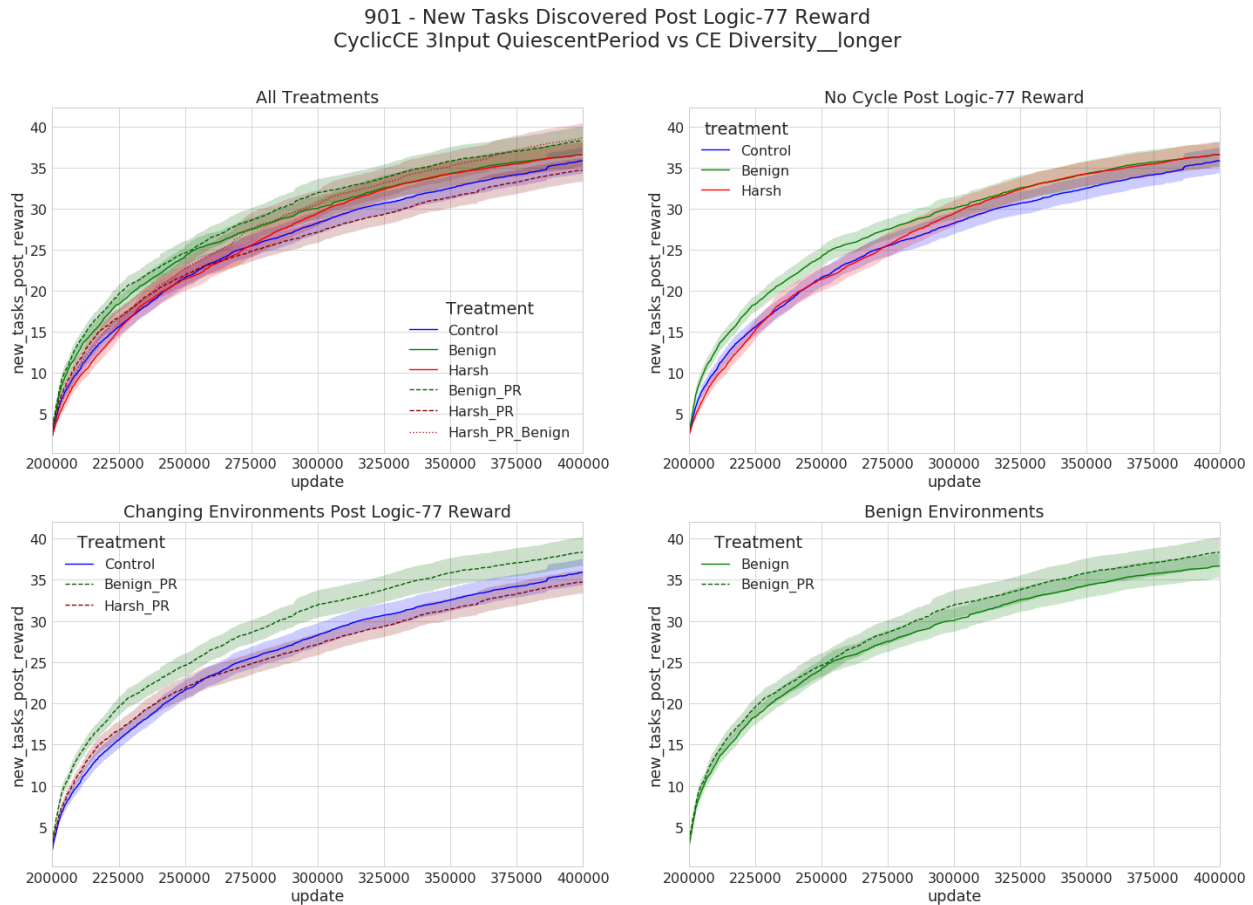 901 - New Tasks Discovered Post Logic-77 Reward
CyclicCE 3Input QuiescentPeriod vs CE Diversity__longer
All Treatments
40
35
30
25
20
15
10
5
new_tasks_post_reward
Treatment
Control
Benign
Harsh
Benign_PR
Harsh_PR
Harsh_PR_Benign
200000 225000 250000 275000 300000 325000 350000 375000 400000
update
No Cycle Post Logic-77 Reward
40
35
30
25
20
15
10
5
new_tasks_post_reward
treatment
Control
Benign
Harsh
200000 225000 250000 275000 300000 325000 350000 375000 400000
update
Changing Environments Post Logic-77 Reward
40
35
30
25
20
15
10
5
new_tasks_post_reward
Treatment
Control
Benign_PR
Harsh_PR
200000 225000 250000 275000 300000 325000 350000 375000 400000
update
Benign Environments
40
35
30
25
20
15
10
5
new_tasks_post_reward
Treatment
Benign
Benign_PR
200000 225000 250000 275000 300000 325000 350000 375000 400000
update